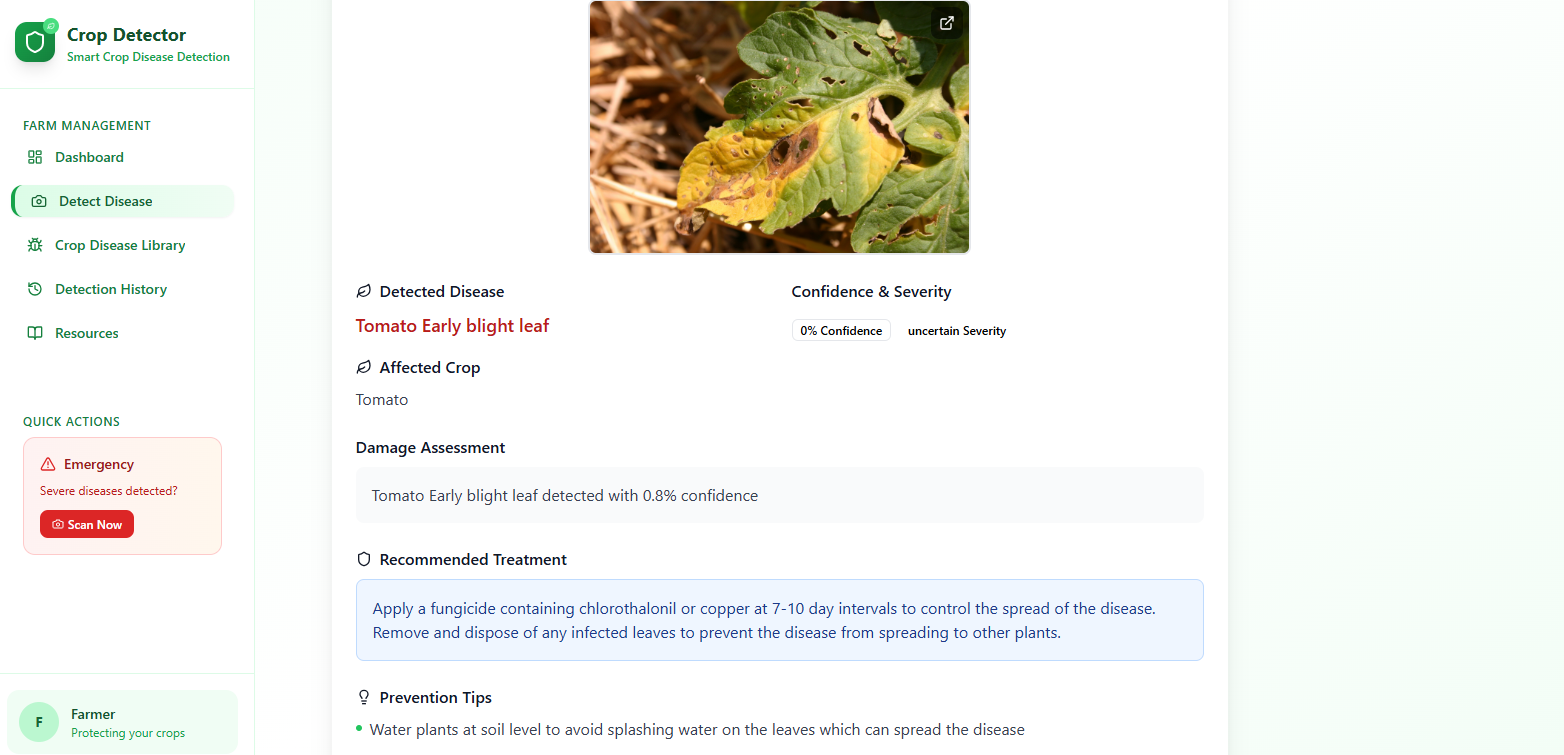 Crop Detector
Smart Crop Disease Detection
FARM MANAGEMENT
Dashboard
Detect Disease
Crop Disease Library
Detection History
Resources
QUICK ACTIONS
Emergency
Severe diseases detected?
Scan Now
F
Farmer
Protecting your crops
Detected Disease
Tomato Early blight leaf
Confidence & Severity
0% Confidence
uncertain Severity
Affected Crop
Tomato
Damage Assessment
Tomato Early blight leaf detected with 0.8% confidence
Recommended Treatment
Apply a fungicide containing chlorothalonil or copper at 7-10 day intervals to control the spread of the disease.
Remove and dispose of any infected leaves to prevent the disease from spreading to other plants.
Prevention Tips
Water plants at soil level to avoid splashing water on the leaves which can spread the disease